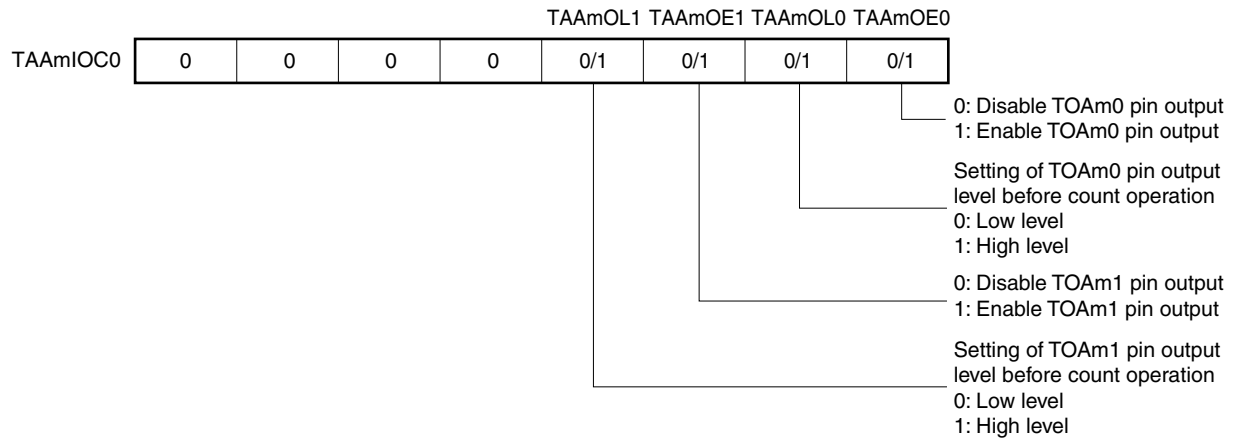 TAAmOL1 TAAmOE1 TAAmOL0 TAAmOE0
TAAmIOC0 0 0 0 0 0/1 0/1 0/1 0/1
0: Disable TOAm0 pin output
1: Enable TOAm0 pin output
Setting of TOAm0 pin output
level before count operation
0: Low level
1: High level
0: Disable TOAm1 pin output
1: Enable TOAm1 pin output
Setting of TOAm1 pin output
level before count operation
0: Low level
1: High level